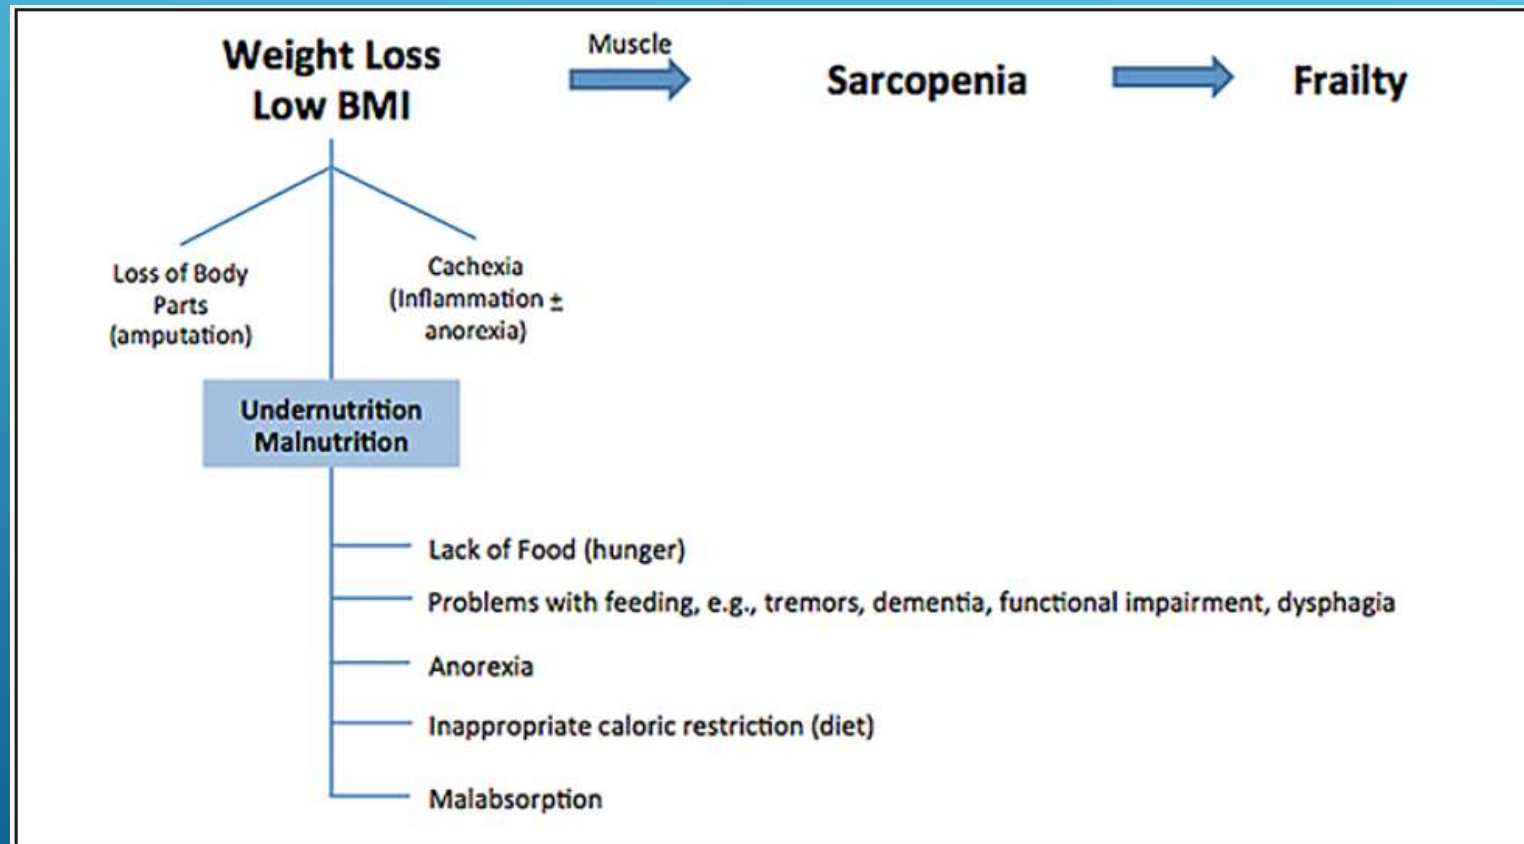 Weight Loss
Low BMI
Muscle
Sarcopenia
Frailty
Loss of Body
Parts
(amputation)
Cachexia
(Inflammation ±
anorexia)
Undernutrition
Malnutrition
Lack of Food (hunger)
Problems with feeding, e.g., tremors, dementia, functional impairment, dysphagia
Anorexia
Inappropriate caloric restriction (diet)
Malabsorption